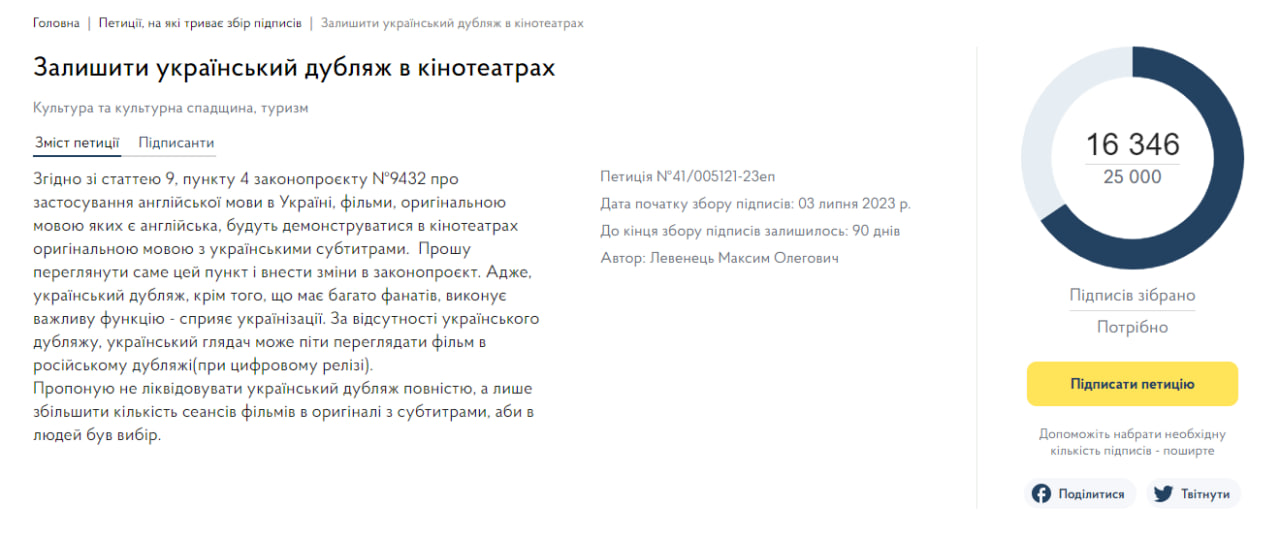 Головна | Петиції, на які триває збір підписів | Залишити український дубляж в кінотеатрах
Залишити український дубляж в кінотеатрах
Культура та культурна спадщина, туризм
Зміст петиції Підписанти
Згідно зі статтею 9, пункту 4 законопроєкту №9432 про
застосування англійської мови в Україні, фільми, оригінальною
мовою яких є англійська, будуть демонструватися в кінотеатрах
оригінальною мовою з українськими субтитрами. Прошу
переглянути саме цей пункт і внести зміни в законопроєкт. Адже,
український дубляж, крім того, що має багато фанатів, виконує
важливу функцію - сприяє українізації. За відсутності українського
дубляжу, український глядач може піти переглядати фільм в
російському дубляжі(при цифровому релізі).
Пропоную не ліквідовувати український дубляж повністю, а лише
збільшити кількість сеансів фільмів в оригіналі з субтитрами, аби в
людей був вибір.
Петиція №41/005121-23еп
Дата початку збору підписів: 03 липня 2023 р.
До кінця збору підписів залишилось: 90 днів
Автор: Левенець Максим Олегович
16 346
25 000
Підписів зібрано
Потрібно
Підписати петицію
Допоможіть набрати необхідну
кількість підписів - поширте
Поділитися Твітнути